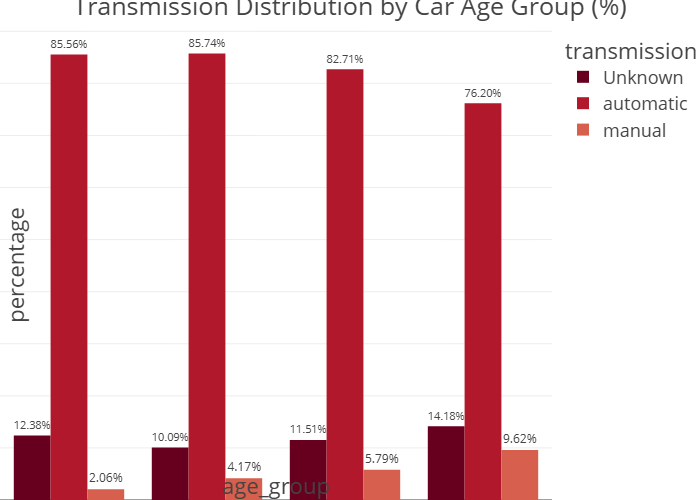 Transmission Distribution by Car Age Group (%)
transmission
Unknown
automatic
manual
percentage
85.56%
85.74%
82.71%
76.20%
12.38%
10.09%
11.51%
14.18%
2.06%
4.17%
5.79%
9.62%
age_group